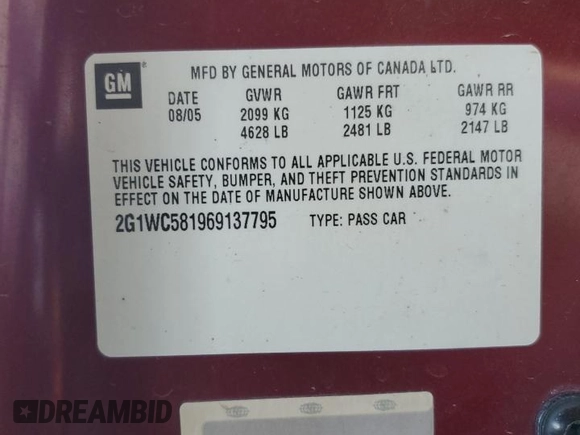 GM
MFD BY GENERAL MOTORS OF CANADA LTD.
DATE GVWR GAWR FRT GAWR RR
08/05 2099 KG 1125 KG 974 KG
4628 LB 2481 LB 2147 LB
THIS VEHICLE CONFORMS TO ALL APPLICABLE U.S. FEDERAL MOTOR
VEHICLE SAFETY, BUMPER, AND THEFT PREVENTION STANDARDS IN
EFFECT ON THE DATE OF MANUFACTURE SHOWN ABOVE.
2G1WC581969137795 TYPE: PASS CAR
DREAMBID